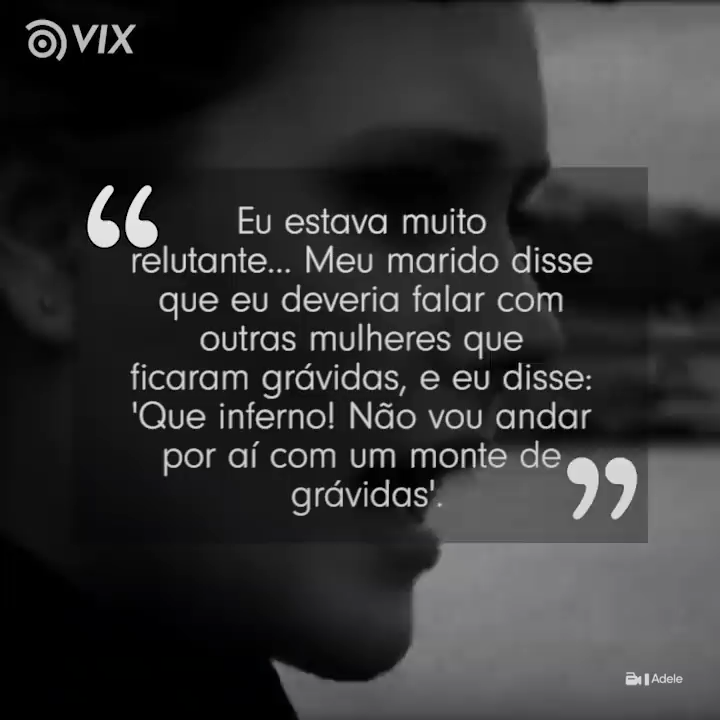 VIX
“
Eu estava muito
relutante... Meu marido disse
que eu deveria falar com
outras mulheres que
ficaram grávidas, e eu disse:
'Que inferno! Não vou andar
por aí com um monte de
grávidas'.
”
Adele